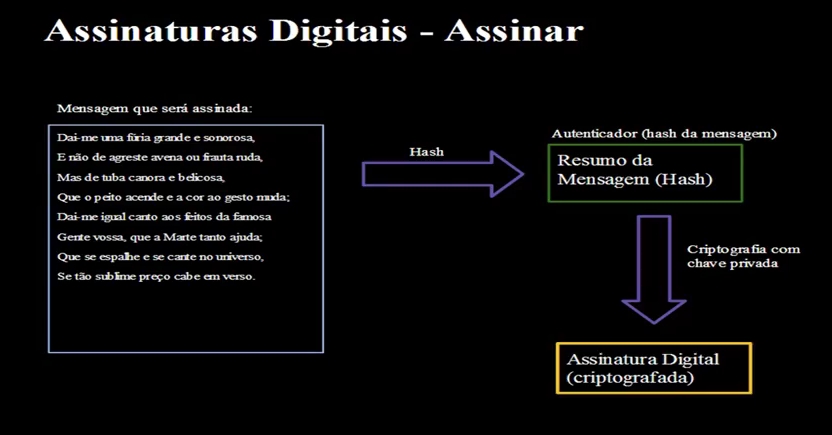 Assinaturas Digitais - Assinar
Mensagem que será assinada:
Dai-me uma fúria grande e sonorosa,
E não de agreste avena ou frauta ruda,
Mas de tuba canora e belicosa,
Que o peito acende e a cor ao gesto muda;
Dai-me igual canto aos feitos da famosa
Gente vossa, que a Marte tanto ajuda;
Que se espalhe e se cante no universo,
Se tão sublime preço cabe em verso.
Hash
Autenticador (hash da mensagem)
Resumo da
Mensagem (Hash)
Criptografia com
chave privada
Assinatura Digital
(criptografada)